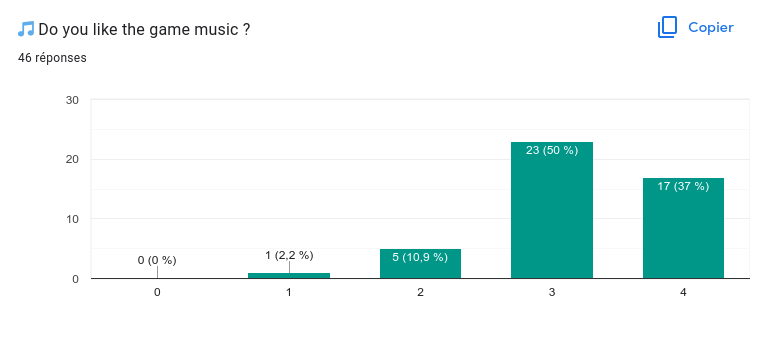 🎵 Do you like the game music ?
Copier
46 réponses
30
20
10
0
0 (0 %)
1 (2,2 %)
5 (10,9 %)
23 (50 %)
17 (37 %)
0
1
2
3
4